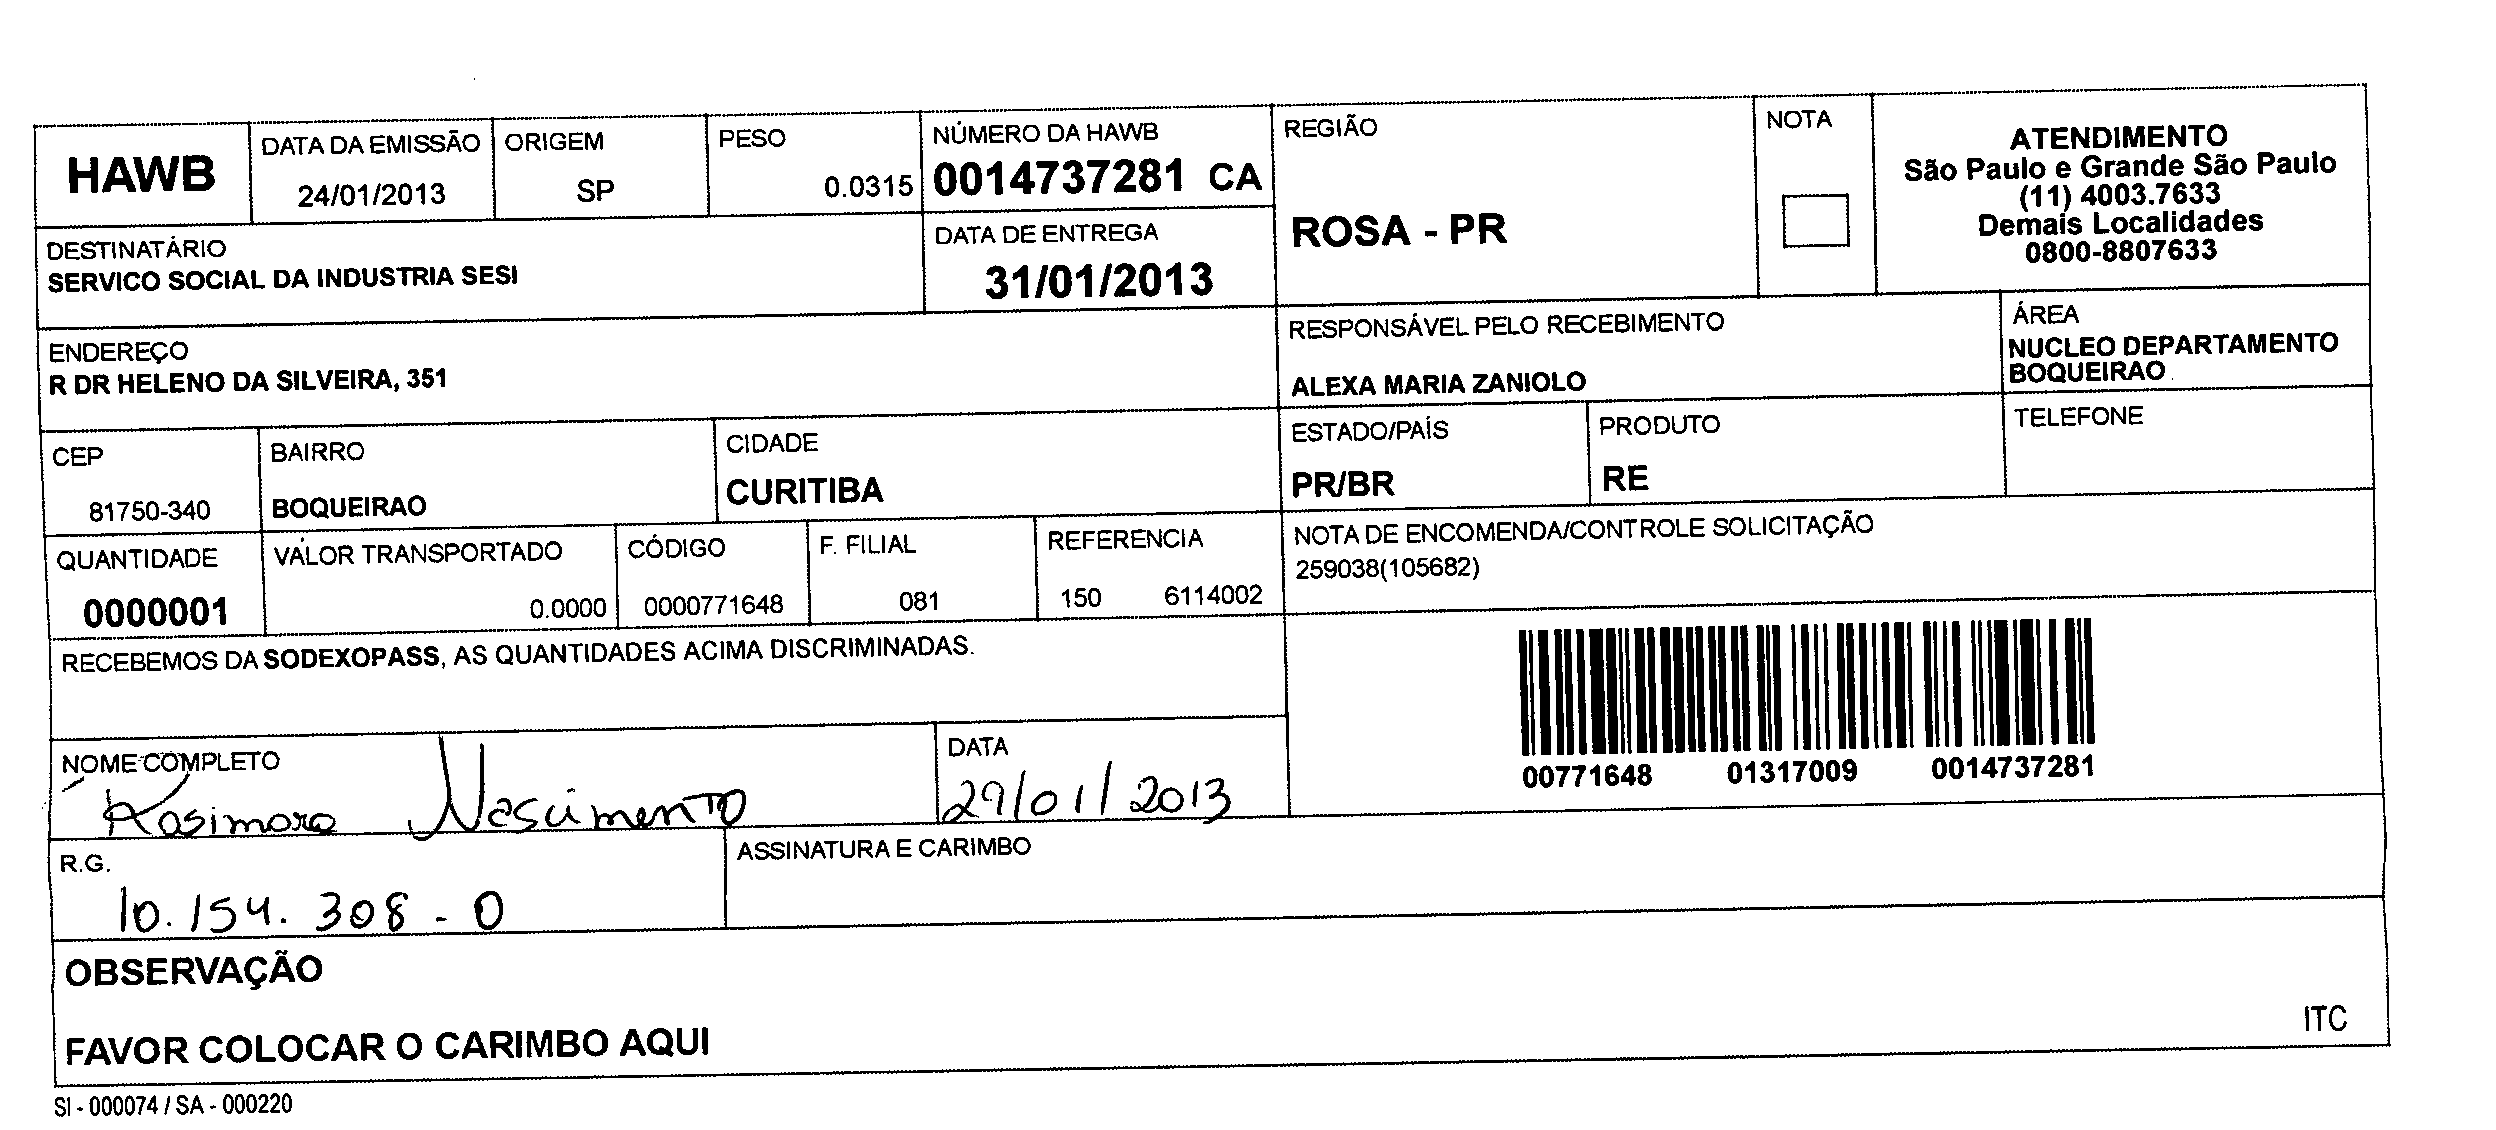 HAWB
DATA DA EMISSÃO
24/01/2013
ORIGEM
SP
PESO
0.0315
NÚMERO DA HAWB
0014737281 CA
REGIÃO
ROSA - PR
NOTA
ATENDIMENTO
São Paulo e Grande São Paulo
(11) 4003.7633
Demais Localidades
0800-8807633
DESTINATÁRIO
SERVICO SOCIAL DA INDUSTRIA SESI
DATA DE ENTREGA
31/01/2013
ENDEREÇO
R DR HELENO DA SILVEIRA, 351
RESPONSÁVEL PELO RECEBIMENTO
ALEXA MARIA ZANIOLO
ÁREA
NUCLEO DEPARTAMENTO
BOQUEIRAO
CEP
81750-340
BAIRRO
BOQUEIRAO
CIDADE
CURITIBA
ESTADO/PAÍS
PR/BR
PRODUTO
RE
TELEFONE
QUANTIDADE
0000001
VALOR TRANSPORTADO
0.0000
CÓDIGO
0000771648
F. FILIAL
081
REFERENCIA
150 6114002
NOTA DE ENCOMENDA/CONTROLE SOLICITAÇÃO
259038(105682)
RECEBEMOS DA SODEXOPASS, AS QUANTIDADES ACIMA DISCRIMINADAS.
00771648 01317009 0014737281
NOME COMPLETO
Rosimara Nascimento
DATA
29/01/2013
R.G.
10.154.308-0
ASSINATURA E CARIMBO
OBSERVAÇÃO
FAVOR COLOCAR O CARIMBO AQUI
ITC
SI - 000074 / SA - 000220